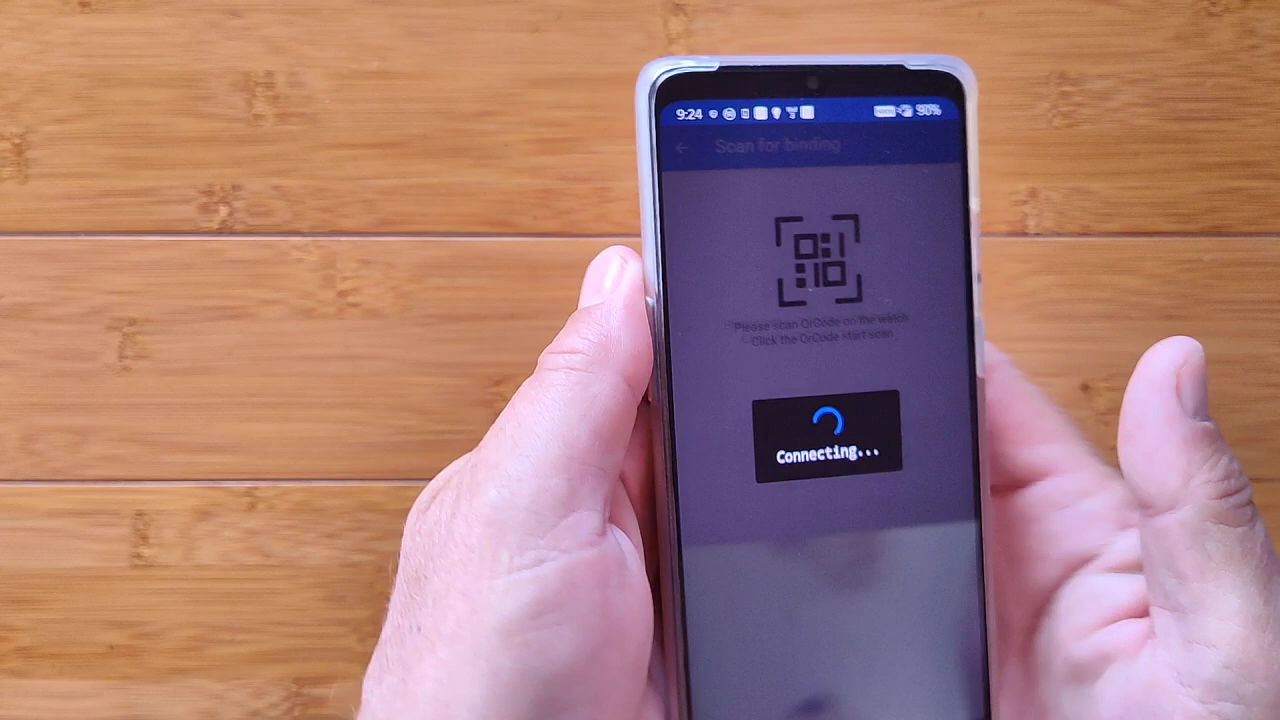 9:24
90%
Scan for binding
Please scan QrCode on the watch
Click the QrCode start scan
Connecting...